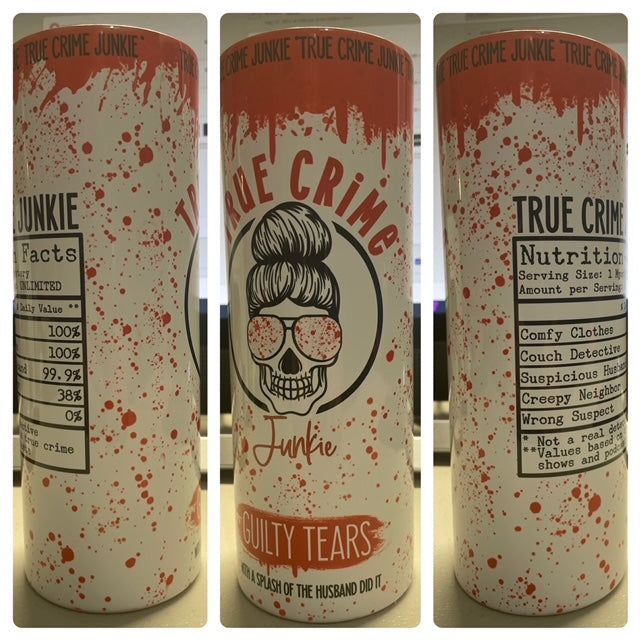 TRUE CRIME JUNKIE
JUNKIE
Facts
UNLIMITED
% Daily Value **
100%
100%
99.9%
38%
0%
true crime
CRIME JUNKIE TRUE CRIME JUNKIE
TRUE CRiMe
Junkie
GUILTY TEARS
WITH A SPLASH OF THE HUSBAND DID IT
TRUE CRIME JUNKIE TRUE CRIME
TRUE CRIME
Nutrition
Serving Size: 1
Amount per Serving:
Comfy Clothes
Couch Detective
Suspicious
Creepy Neighbor
Wrong Suspect
* Not a real
**Values based on
shows and